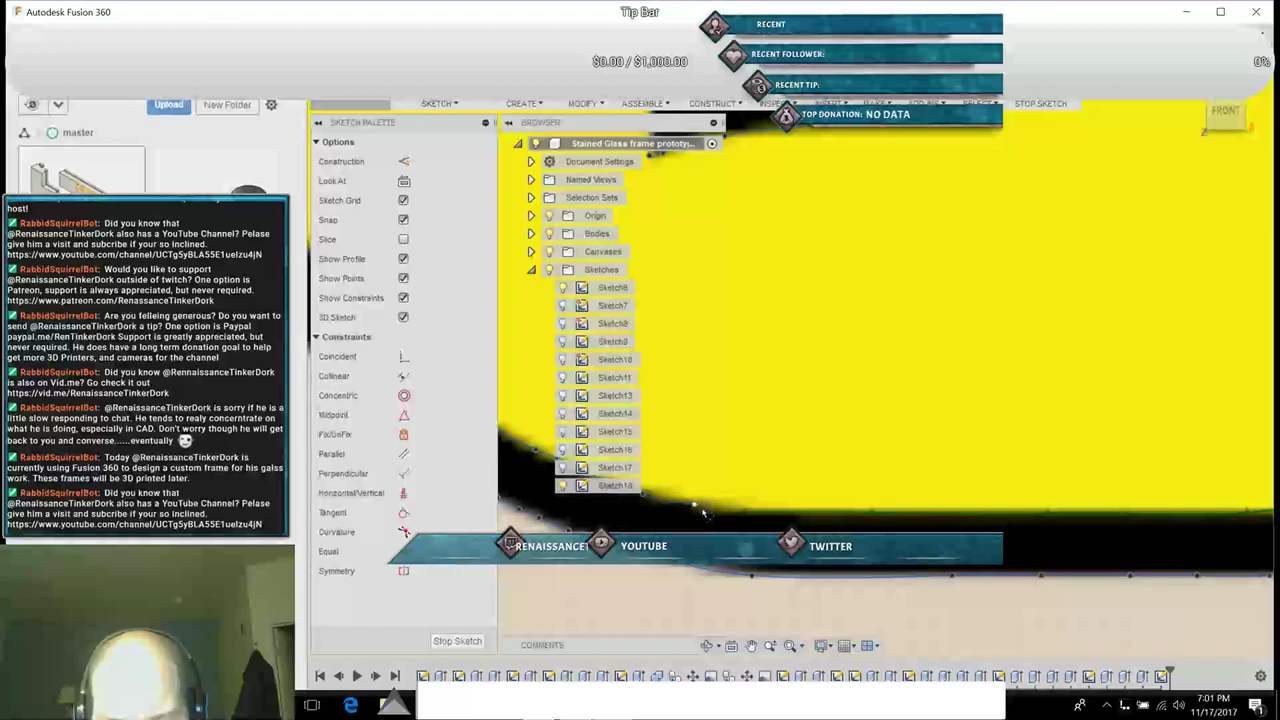 Autodesk Fusion 360
Tip Bar
RECENT
$0.00 / $1,000.00
RECENT FOLLOWER:
0%
RECENT TIP:
TOP DONATION: NO DATA
Upload
New Folder
SKETCH
CREATE
MODIFY
ASSEMBLE
CONSTRUCT
STOP SKETCH
FRONT
master
SKETCH PALETTE
Options
Construction
Look At
Sketch Grid
Snap
Slice
Show Profile
Show Points
Show Constraints
3D Sketch
Constraints
Coincident
Collinear
Concentric
Midpoint
Fix/UnFix
Parallel
Perpendicular
Horizontal/Vertical
Tangent
Curvature
Equal
Symmetry
Stop Sketch
BROWSER
Stained Glass frame prototy...
Document Settings
Named Views
Selection Sets
Origin
Bodies
Canvases
Sketches
Sketch6
Sketch7
Sketch8
Sketch9
Sketch10
Sketch11
Sketch13
Sketch14
Sketch15
Sketch16
Sketch17
Sketch18
host!
RabbidSquirrelBot: Did you know that
@RenaissanceTinkerDork also has a YouTube Channel? Pelase
give him a visit and subcribe if your so inclined.
https://www.youtube.com/channel/UCTg5yBLA55E1uelzu4jN
RabbidSquirrelBot: Would you like to support
@RenaissanceTinkerDork outside of twitch? One option is
Patreon, support is always appreciated, but never required.
https://www.patreon.com/RenassanceTinkerDork
RabbidSquirrelBot: Are you felleing generous? Do you want to
send @RenaissanceTinkerDork a tip? One option is Paypal
paypal.me/RenTinkerDork Support is greatly appreciated, but
never required. He does have a long term donation goal to help
get more 3D Printers, and cameras for the channel
RabbidSquirrelBot: Did you know @RennaissanceTinkerDork
is also on Vid.me? Go check it out
https://vid.me/RenaissanceTinkerDork
RabbidSquirrelBot: @RenaissanceTinkerDork is sorry if he is a
little slow responding to chat. He tends to realy concerntrate on
what he is doing, especially in CAD. Don't worry though he will get
back to you and converse......eventually
RabbidSquirrelBot: Today @RenaissanceTinkerDork is
currently using Fusion 360 to design a custom frame for his galss
work. These frames will be 3D printed later.
RabbidSquirrelBot: Did you know that
@RenaissanceTinkerDork also has a YouTube Channel? Pelase
give him a visit and subcribe if your so inclined.
https://www.youtube.com/channel/UCTg5yBLA55E1uelzu4jN
RENAISSANCET
YOUTUBE
TWITTER
COMMENTS
7:01 PM
11/17/2017